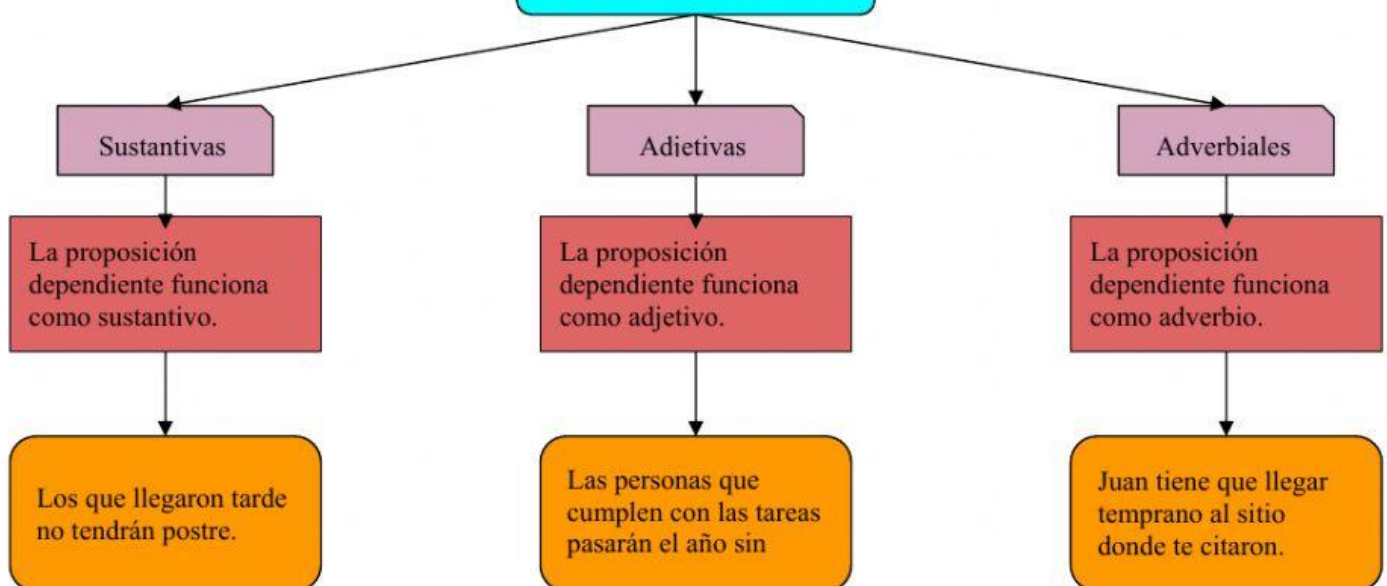 Sustantivas
Adjetivas
Adverbiales
La proposición
dependiente funciona
como sustantivo.
La proposición
dependiente funciona
como adjetivo.
La proposición
dependiente funciona
como adverbio.
Los que llegaron tarde
no tendrán postre.
Las personas que
cumplen con las tareas
pasarán el año sin
Juan tiene que llegar
temprano al sitio
donde te citaron.